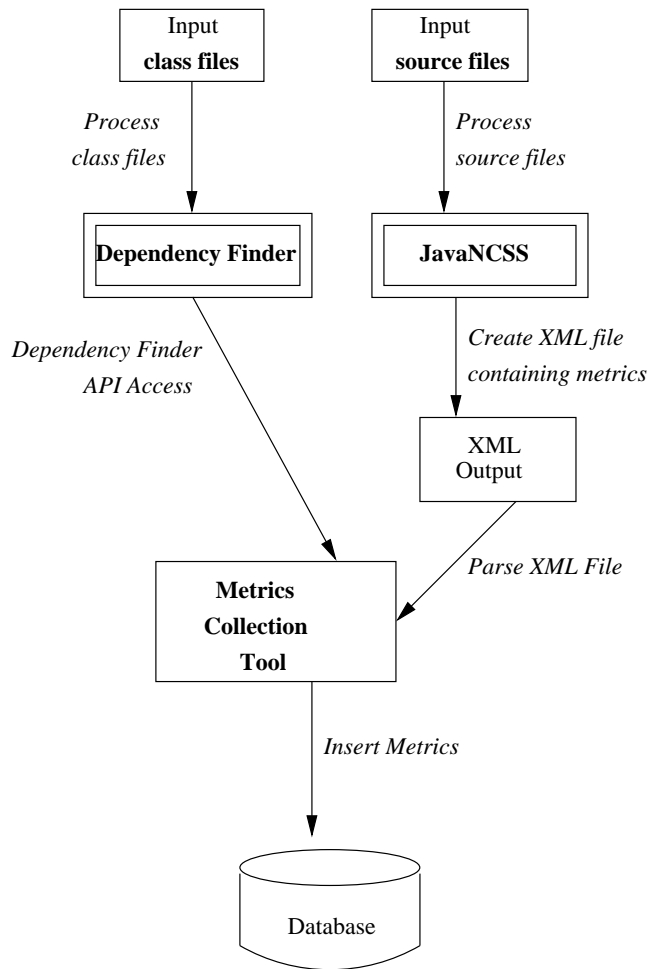 Input
class files
Input
source files
Process
class files
Process
source files
Dependency Finder
JavaNCSS
Dependency Finder
API Access
Create XML file
containing metrics
XML
Output
Parse XML File
Metrics
Collection
Tool
Insert Metrics
Database